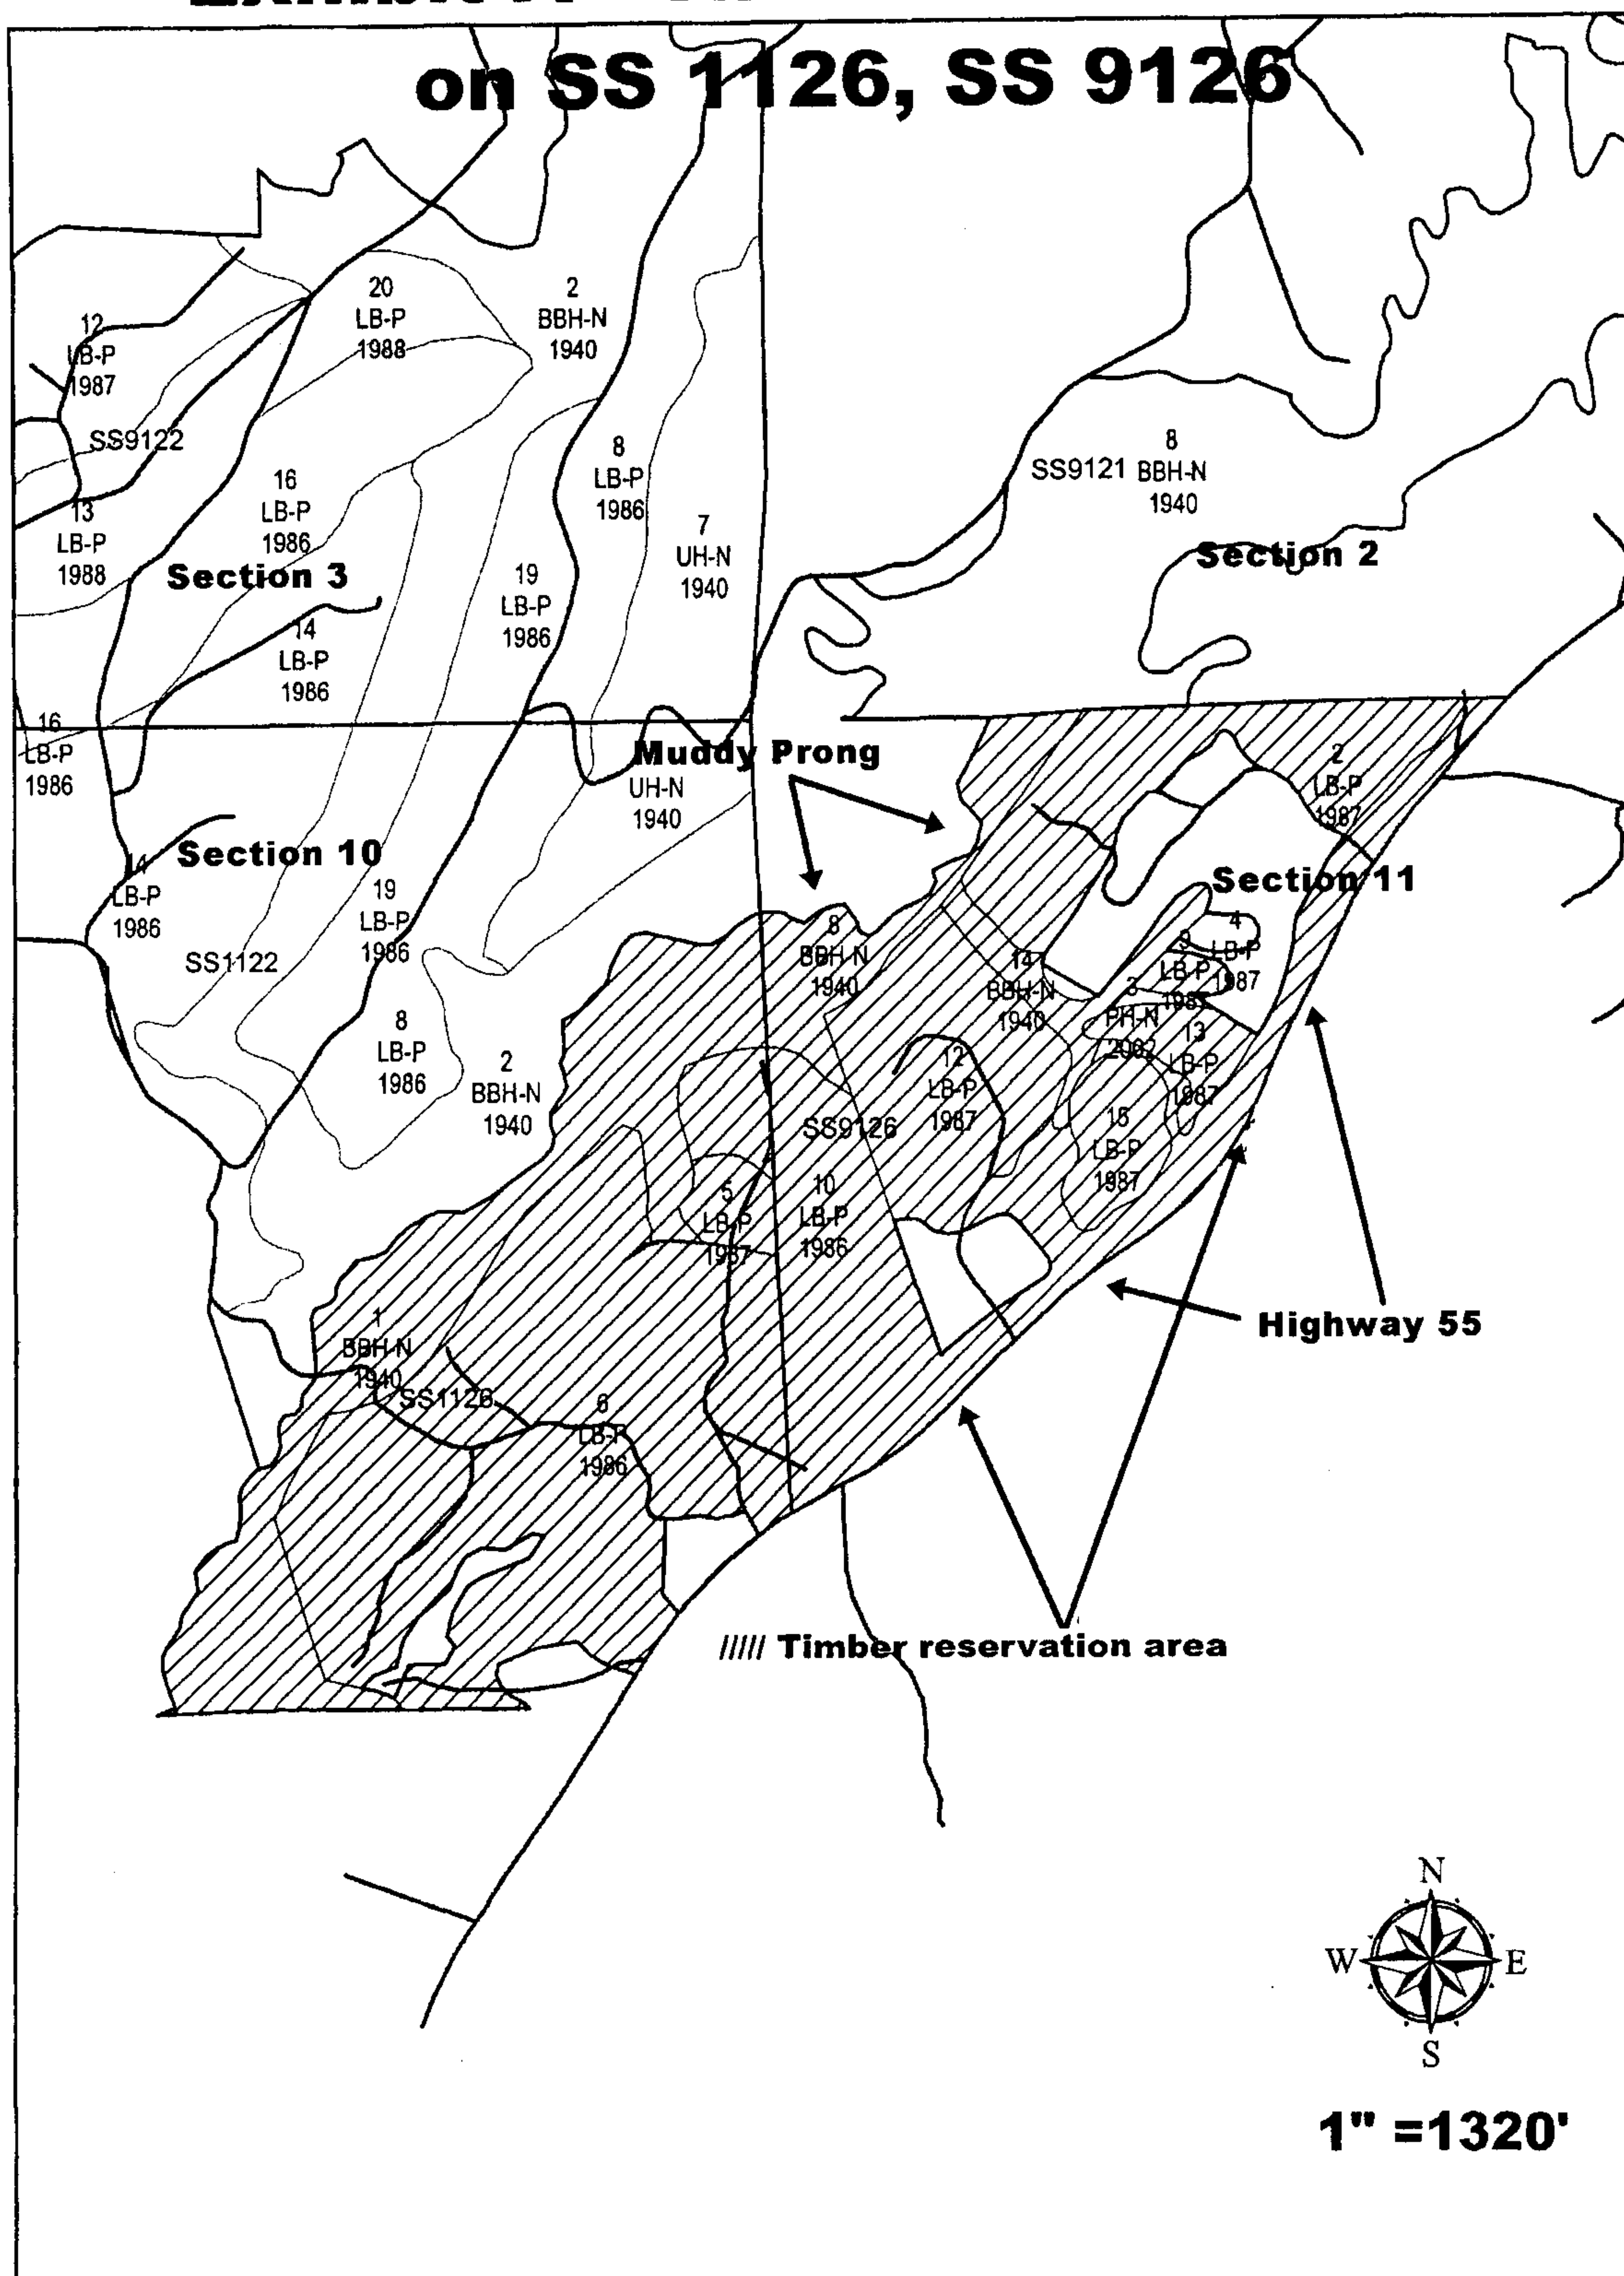 on SS 1126, SS 9126
20
LB-P
1988
2
BBH-N
1940
12
LB-P
1987
SS9122
8
LB-P
1986
SS9121
8
BBH-N
1940
16
LB-P
1986
13
LB-P
1988
7
UH-N
1940
Section 2
Section 3
19
LB-P
1986
14
LB-P
1986
16
LB-P
1986
Muddy Prong
UH-N
1940
2
LB-P
1987
Section 10
14
LB-P
1986
19
LB-P
1986
Section 11
SS1122
8
BBH-N
1940
14
BBH-N
1940
4
LB-P
1987
9
LB-P
1987
3
PH-N
2002
13
LB-P
1987
8
LB-P
1986
2
BBH-N
1940
12
LB-P
1987
SS9126
15
LB-P
1987
5
LB-P
1987
10
LB-P
1986
Highway 55
1
BBH-N
1940
SS1126
6
LB-P
1986
///// Timber reservation area
N
W
E
S
1" =1320'